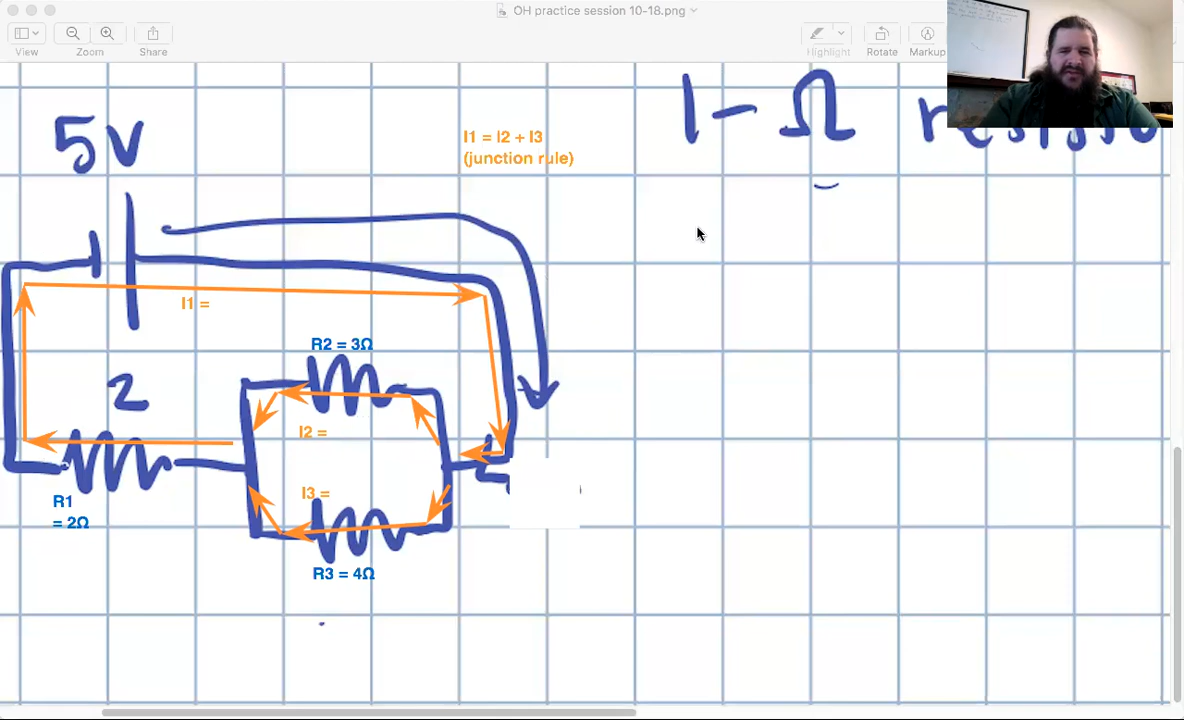 OH practice session 10-18.png
View
Zoom
Share
Highlight
Rotate
Markup
5V
I1 = I2 + I3
(junction rule)
1-Ω
I1 =
R2 = 3Ω
2
I2 =
I3 =
R1
= 2Ω
R3 = 4Ω